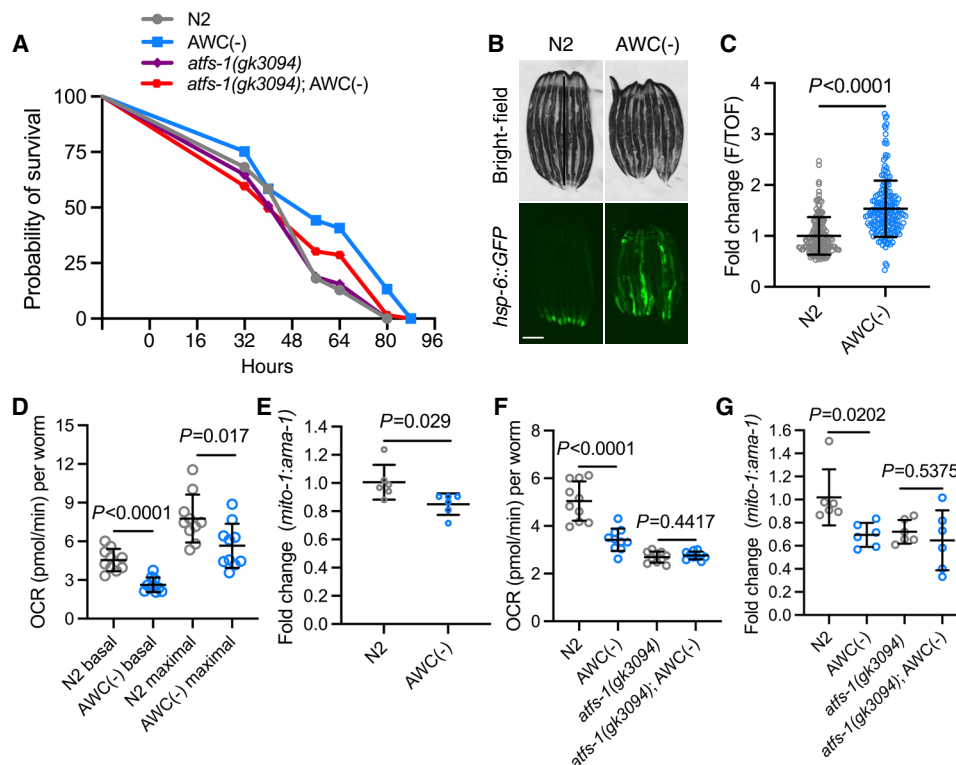 A
N2
AWC(-)
atfs-1(gk3094)
atfs-1(gk3094); AWC(-)
Probability of survival
100
75
50
25
0
0 16 32 48 64 80 96
16
Hours
B
N2 AWC(-)
Bright-field
hsp-6::GFP
C
P<0.0001
Fold change (F/TOF)
4
3
2
1
0
N2
AWC(-)
D
OCR (pmol/min) per worm
15
12
9
6
3
0
P<0.0001
P=0.017
N2 basal
AWC(-) basal
N2 maximal
AWC(-) maximal
E
Fold change (mito-1:ama-1)
1.4
1.2
1.0
0.8
0.6
0.4
0.2
0.0
P=0.029
N2
AWC(-)
F
OCR (pmol/min) per worm
8
6
4
2
0
P<0.0001
P=0.4417
N2
AWC(-)
atfs-1(gk3094)
atfs-1(gk3094); AWC(-)
G
Fold change (mito-1:ama-1)
1.8
1.6
1.4
1.2
1.0
0.8
0.6
0.4
0.2
0.0
P=0.0202
P=0.5375
N2
AWC(-)
atfs-1(gk3094)
atfs-1(gk3094); AWC(-)